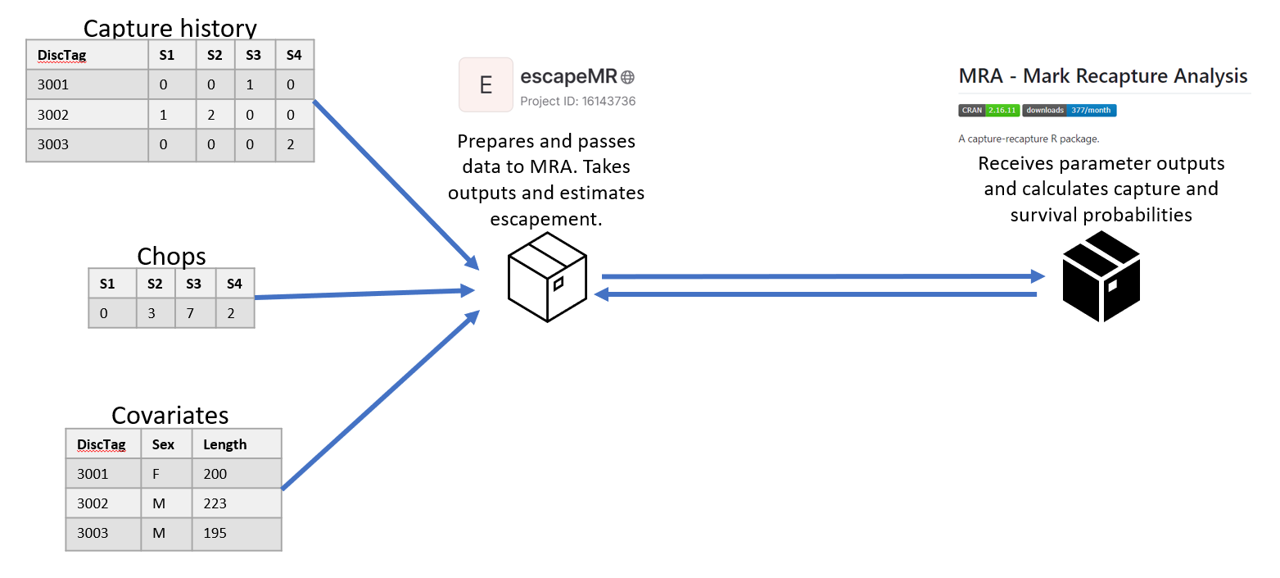 Capture history
DiscTag S1 S2 S3 S4
3001 0 0 1 0
3002 1 2 0 0
3003 0 0 0 2
Chops
S1 S2 S3 S4
0 3 7 2
Covariates
DiscTag Sex Length
3001 F 200
3002 M 223
3003 M 195
E
escapeMR
Project ID: 16143736
Prepares and passes
data to MRA. Takes
outputs and estimates
escapement.
MRA - Mark Recapture Analysis
CRAN 2.16.11 downloads 377/month
A capture-recapture R package.
Receives parameter outputs
and calculates capture and
survival probabilities